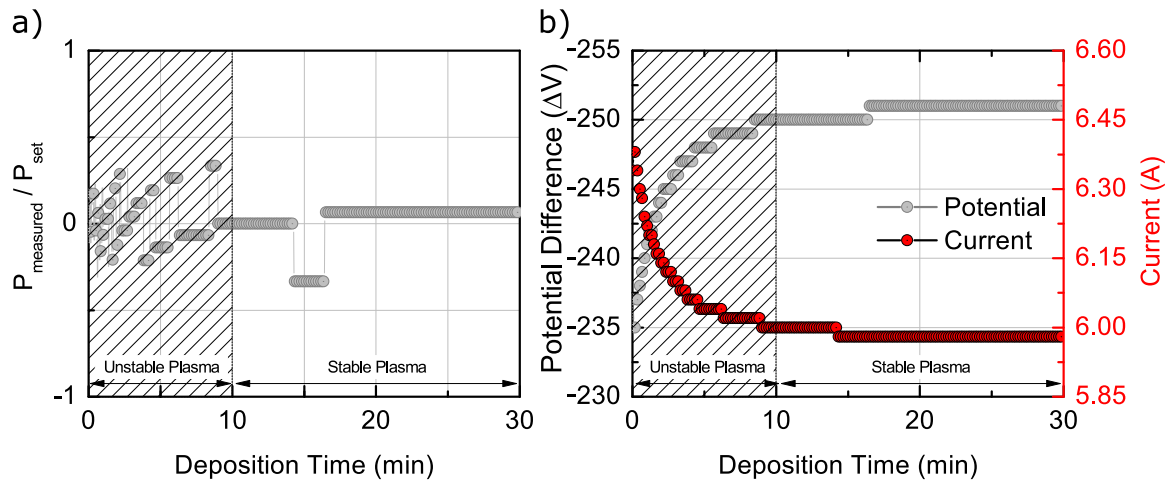 a)
P measured / P set
1
0
-1
Unstable Plasma
Stable Plasma
0 10 20 30
Deposition Time (min)
b)
Potential Difference (ΔV)
-255
-250
-245
-240
-235
-230
Potential
Current
Unstable Plasma
Stable Plasma
0 10 20 30
Deposition Time (min)
6.60
6.45
6.30
6.15
6.00
5.85
Current (A)